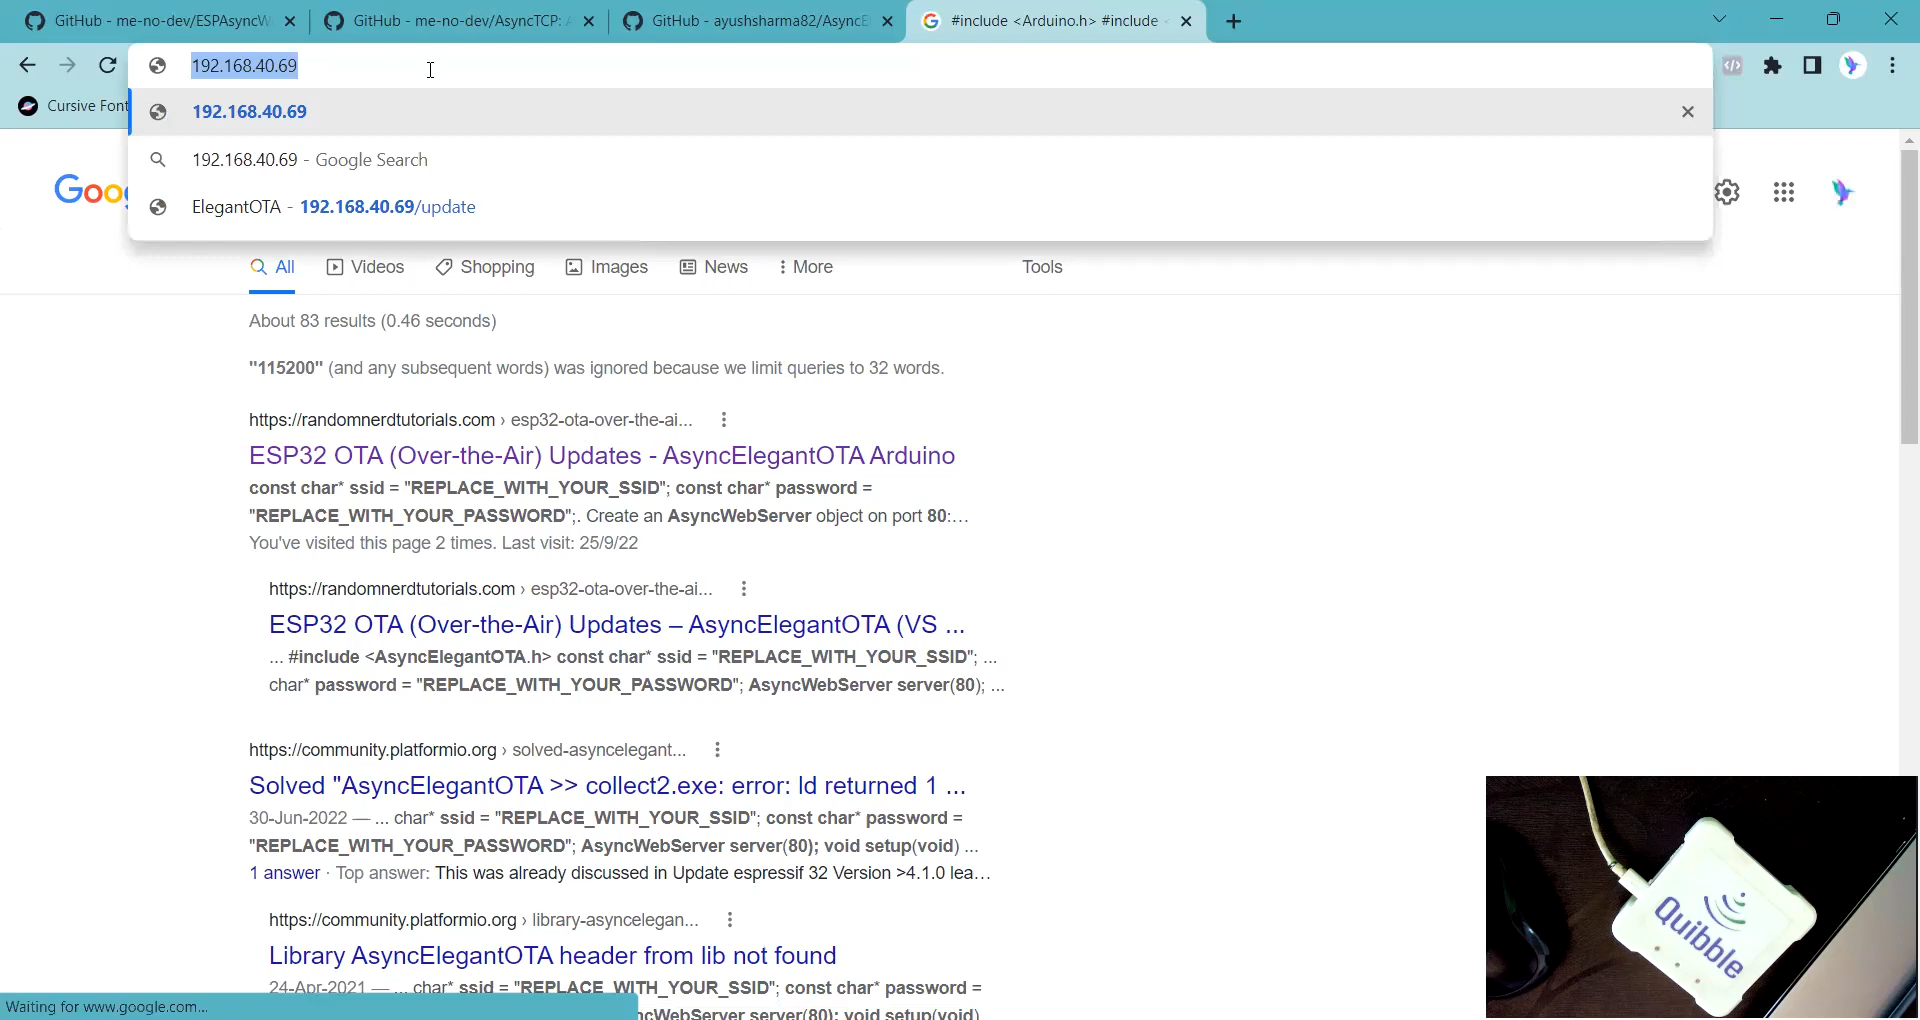 GitHub - me-no-dev/ESPAsyncW
GitHub - me-no-dev/AsyncTCP: A
GitHub - ayushsharma82/AsyncEl
#include <Arduino.h> #include <
192.168.40.69
Cursive Font
192.168.40.69
192.168.40.69 - Google Search
ElegantOTA - 192.168.40.69/update
Goog
All
Videos
Shopping
Images
News
More
Tools
About 83 results (0.46 seconds)
"115200" (and any subsequent words) was ignored because we limit queries to 32 words.
https://randomnerdtutorials.com › esp32-ota-over-the-ai...
ESP32 OTA (Over-the-Air) Updates - AsyncElegantOTA Arduino
const char* ssid = "REPLACE_WITH_YOUR_SSID"; const char* password =
"REPLACE_WITH_YOUR_PASSWORD";. Create an AsyncWebServer object on port 80:...
You've visited this page 2 times. Last visit: 25/9/22
https://randomnerdtutorials.com › esp32-ota-over-the-ai...
ESP32 OTA (Over-the-Air) Updates – AsyncElegantOTA (VS ...
... #include <AsyncElegantOTA.h> const char* ssid = "REPLACE_WITH_YOUR_SSID"; ...
char* password = "REPLACE_WITH_YOUR_PASSWORD"; AsyncWebServer server(80); ...
https://community.platformio.org › solved-asyncelegant...
Solved "AsyncElegantOTA >> collect2.exe: error: ld returned 1 ...
30-Jun-2022 — ... char* ssid = "REPLACE_WITH_YOUR_SSID"; const char* password =
"REPLACE_WITH_YOUR_PASSWORD"; AsyncWebServer server(80); void setup(void) ...
1 answer · Top answer: This was already discussed in Update espressif 32 Version >4.1.0 lea...
https://community.platformio.org › library-asyncelegan...
Library AsyncElegantOTA header from lib not found
24-Apr-2021 — ... char* ssid = "REPLACE_WITH_YOUR_SSID"; const char* password =
ncWebServer server(80); void setup(void)
Waiting for www.google.com...
Quibble